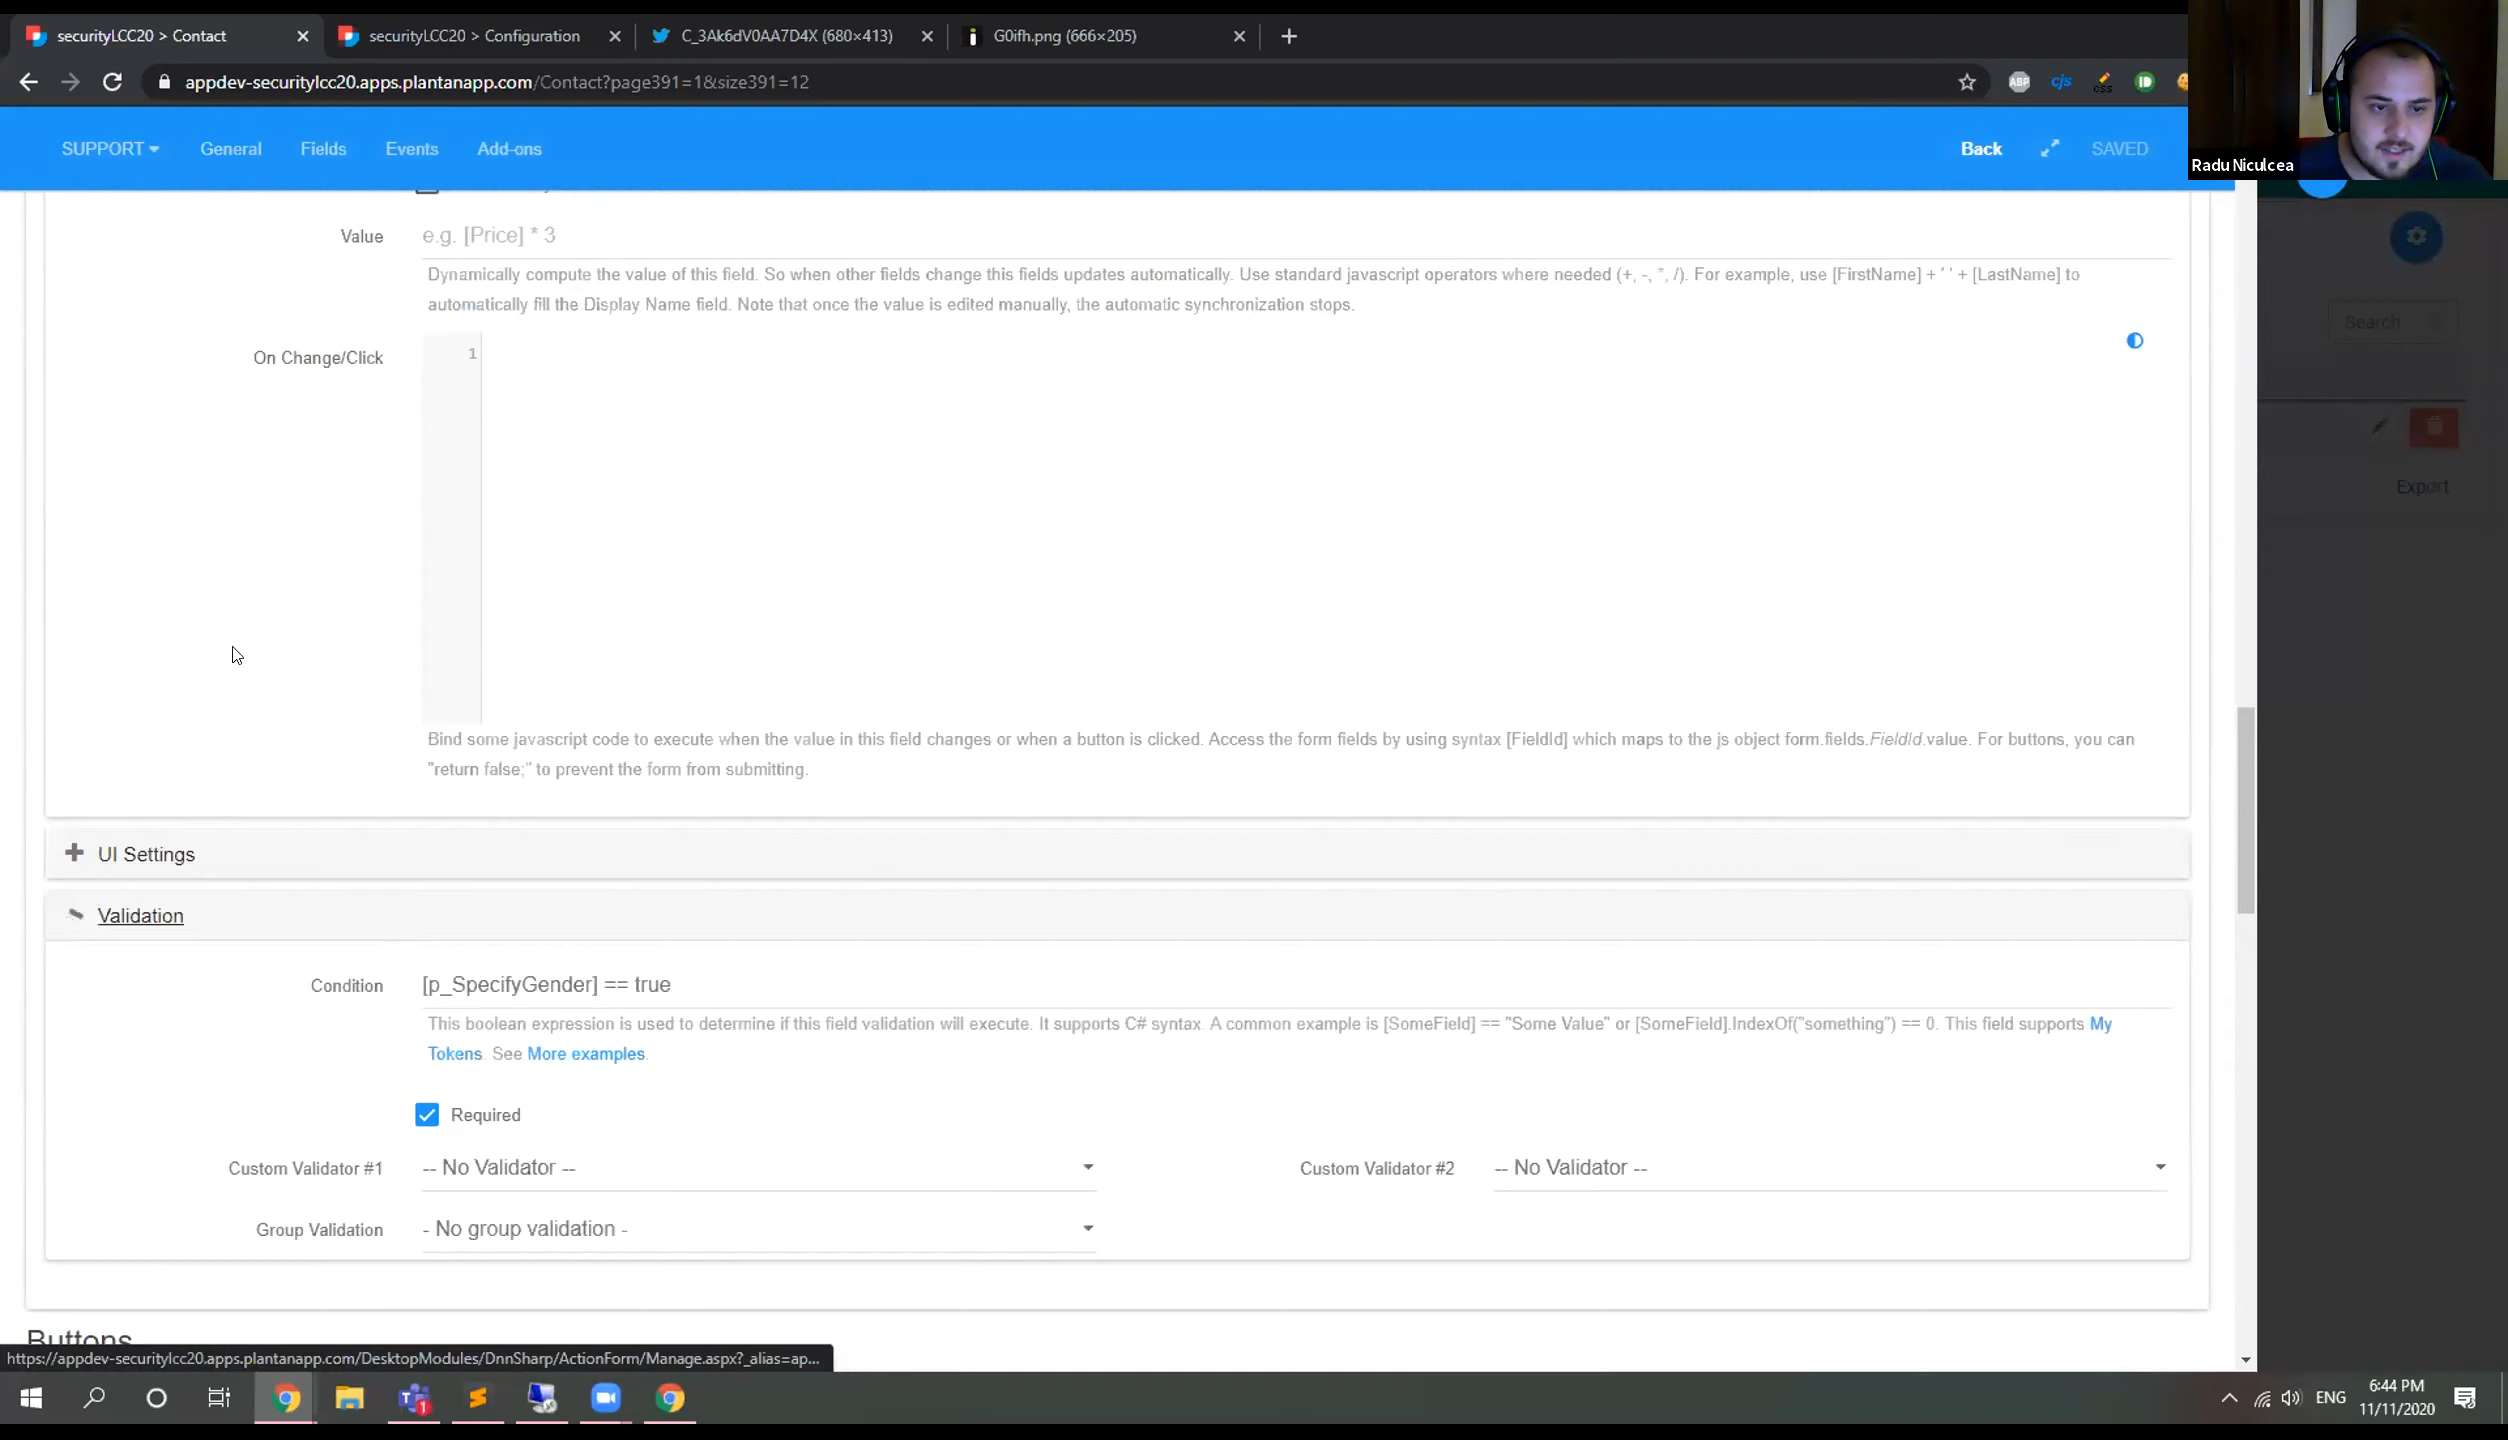 securityLCC20 > Contact
securityLCC20 > Configuration
C_3Ak6dV0AA7D4X (680×413)
G0ifh.png (666×205)
appdev-securitylcc20.apps.plantanapp.com/Contact?page391=1&size391=12
ABP
cjs
css
SUPPORT
General
Fields
Events
Add-ons
Back
SAVED
Radu Niculcea
Value
e.g. [Price] * 3
Dynamically compute the value of this field. So when other fields change this fields updates automatically. Use standard javascript operators where needed (+, -, *, /). For example, use [FirstName] + ' ' + [LastName] to
automatically fill the Display Name field. Note that once the value is edited manually, the automatic synchronization stops.
Search
On Change/Click
1
Export
Bind some javascript code to execute when the value in this field changes or when a button is clicked. Access the form fields by using syntax [FieldId] which maps to the js object form.fields.FieldId.value. For buttons, you can
"return false;" to prevent the form from submitting.
UI Settings
Validation
Condition
[p_SpecifyGender] == true
This boolean expression is used to determine if this field validation will execute. It supports C# syntax. A common example is [SomeField] == "Some Value" or [SomeField].IndexOf("something") == 0. This field supports My
Tokens. See More examples.
Required
Custom Validator #1
-- No Validator --
Custom Validator #2
-- No Validator --
Group Validation
- No group validation -
Buttons
https://appdev-securitylcc20.apps.plantanapp.com/DesktopModules/DnnSharp/ActionForm/Manage.aspx?_alias=ap...
1
ENG
6:44 PM
11/11/2020